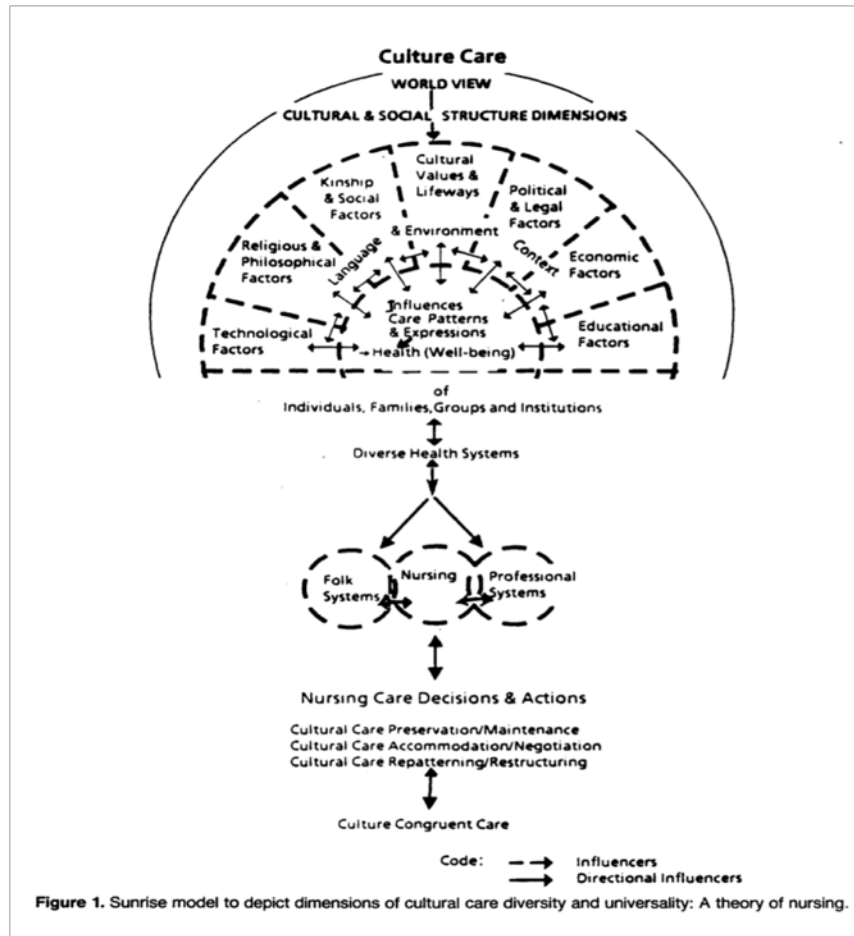 Culture Care
WORLD VIEW
CULTURAL & SOCIAL STRUCTURE DIMENSIONS
Cultural
Values &
Lifeways
Kinship
& Social
Factors
Political
& Legal
Factors
Religious &
Philosophical
Factors
Language
& Environment
Context
Economic
Factors
Technological
Factors
Influences
Care Patterns
& Expressions
Health (Well-being)
Educational
Factors
of
Individuals, Families, Groups and Institutions
Diverse Health Systems
Folk
Systems
Nursing
Professional
Systems
Nursing Care Decisions & Actions
Cultural Care Preservation/Maintenance
Cultural Care Accommodation/Negotiation
Cultural Care Repatterning/Restructuring
Culture Congruent Care
Code:
Influencers
Directional Influencers
Figure 1. Sunrise model to depict dimensions of cultural care diversity and universality: A theory of nursing.